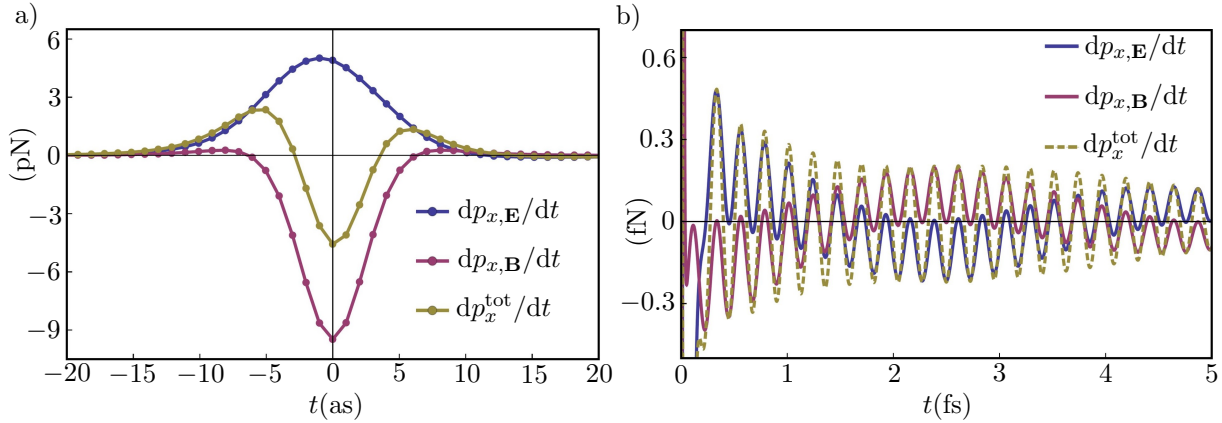 a)
(pN)
6
3
0
−3
−6
−9
dp_{x,E}/dt
dp_{x,B}/dt
dp_x^{tot}/dt
−20 −15 −10 −5 0 5 10 15 20
t(as)
b)
(fN)
0.6
0.3
0
−0.3
dp_{x,E}/dt
dp_{x,B}/dt
dp_x^{tot}/dt
0 1 2 3 4 5
t(fs)